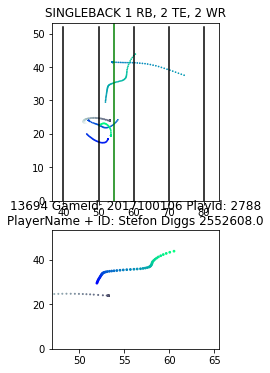 SINGLEBACK 1 RB, 2 TE, 2 WR
50
40
30
20
10
0
40 50 60 70 80
13694 GameId: 2017100106 PlayId: 2788
PlayerName + ID: Stefon Diggs 2552608.0
40
20
0
50 55 60 65